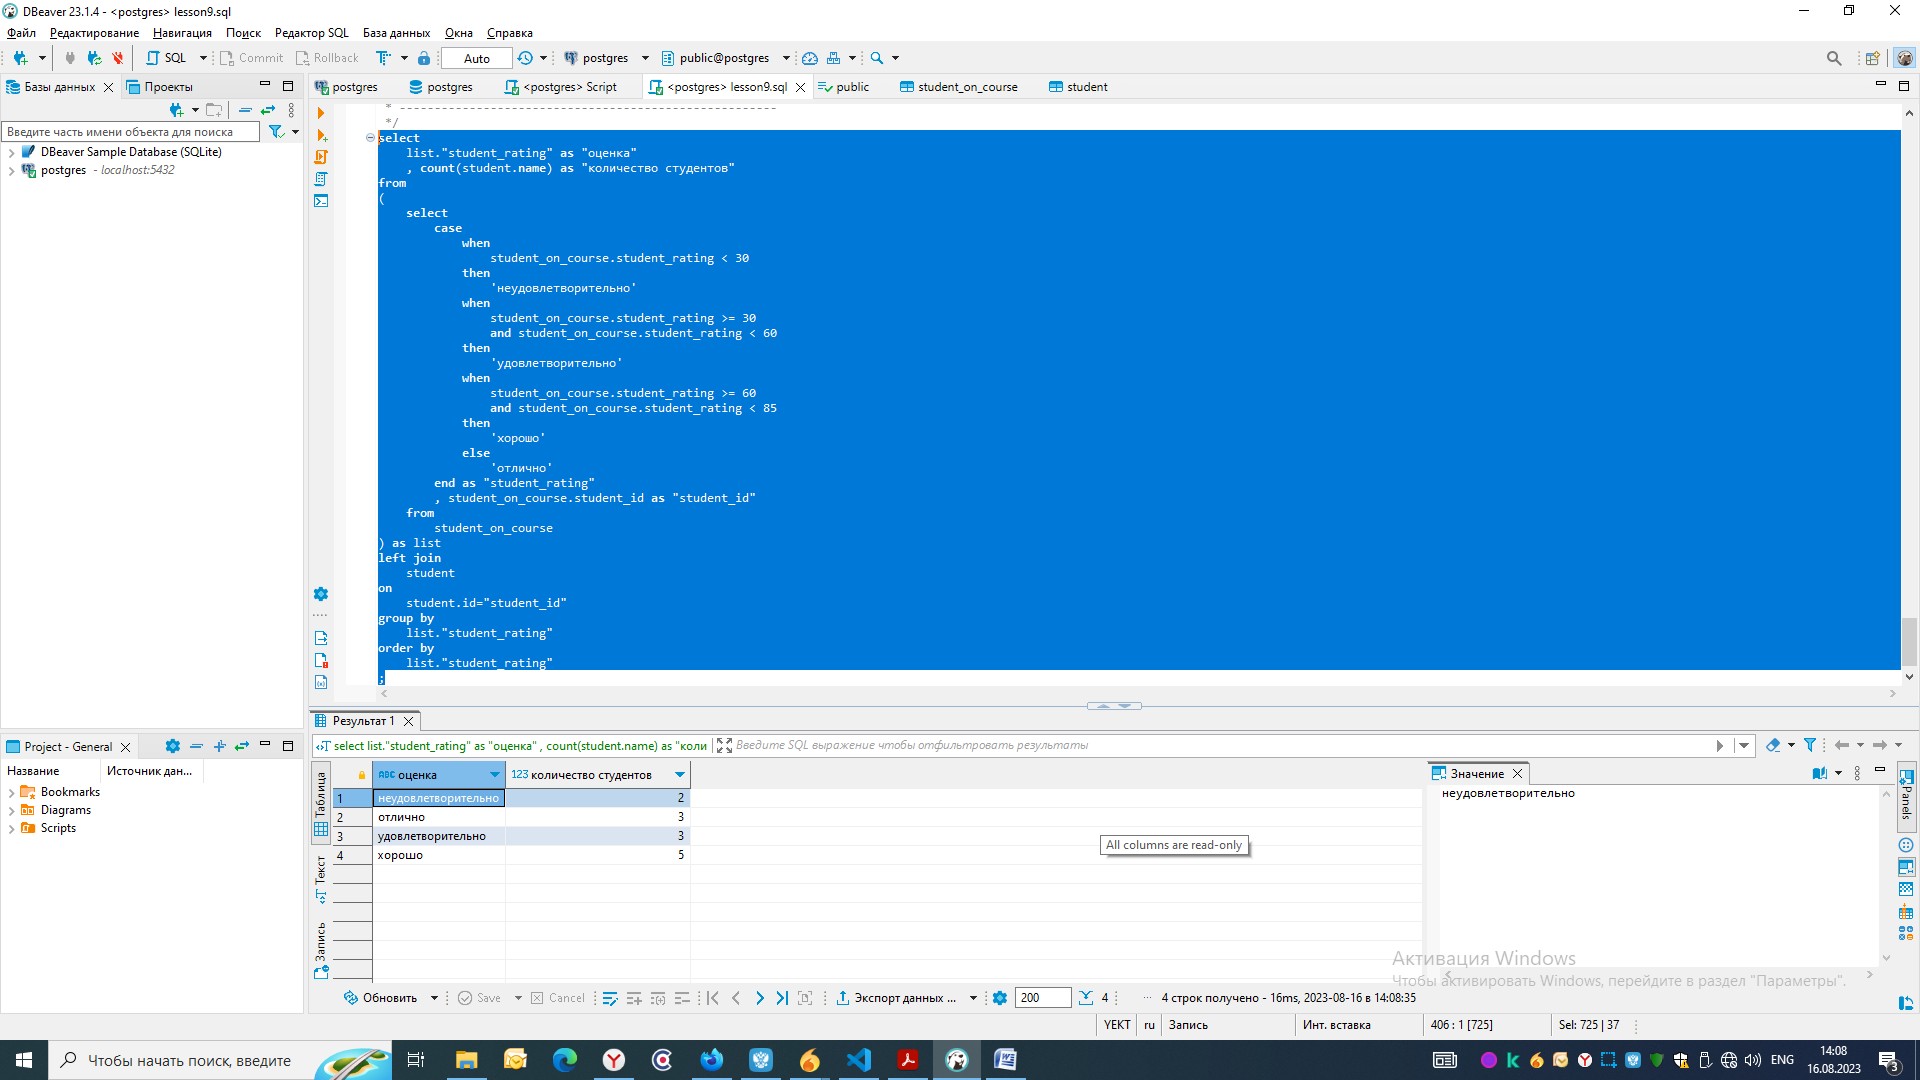 DBeaver 23.1.4 - <postgres> lesson9.sql
Файл Редактирование Навигация Поиск Редактор SQL База данных Окна Справка
SQL Commit Rollback Auto postgres public@postgres
Базы данных Проекты
postgres postgres <postgres> Script <postgres> lesson9.sql public student_on_course student
Введите часть имени объекта для поиска
DBeaver Sample Database (SQLite)
postgres - localhost:5432
* ------------------------------------------------------
*/
select
list."student_rating" as "оценка"
, count(student.name) as "количество студентов"
from
(
select
case
when
student_on_course.student_rating < 30
then
'неудовлетворительно'
when
student_on_course.student_rating >= 30
and student_on_course.student_rating < 60
then
'удовлетворительно'
when
student_on_course.student_rating >= 60
and student_on_course.student_rating < 85
then
'хорошо'
else
'отлично'
end as "student_rating"
, student_on_course.student_id as "student_id"
from
student_on_course
) as list
left join
student
on
student.id="student_id"
group by
list."student_rating"
order by
list."student_rating"
;
Project - General
Название Источник дан...
Bookmarks
Diagrams
Scripts
Результат 1
select list."student_rating" as "оценка" , count(student.name) as "коли Введите SQL выражение чтобы отфильтровать результаты
Таблица
Текст
Запись
ABC оценка 123 количество студентов
1 неудовлетворительно 2
2 отлично 3
3 удовлетворительно 3
4 хорошо 5
All columns are read-only
Значение
неудовлетворительно
Panels
Активация Windows
Чтобы активировать Windows, перейдите в раздел "Параметры".
Обновить Save Cancel Экспорт данных ... 200 4 ... 4 строк получено - 16ms, 2023-08-16 в 14:08:35
YEKT ru Запись Инт. вставка 406 : 1 [725] Sel: 725 | 37
Чтобы начать поиск, введите
ENG
14:08
16.08.2023
3